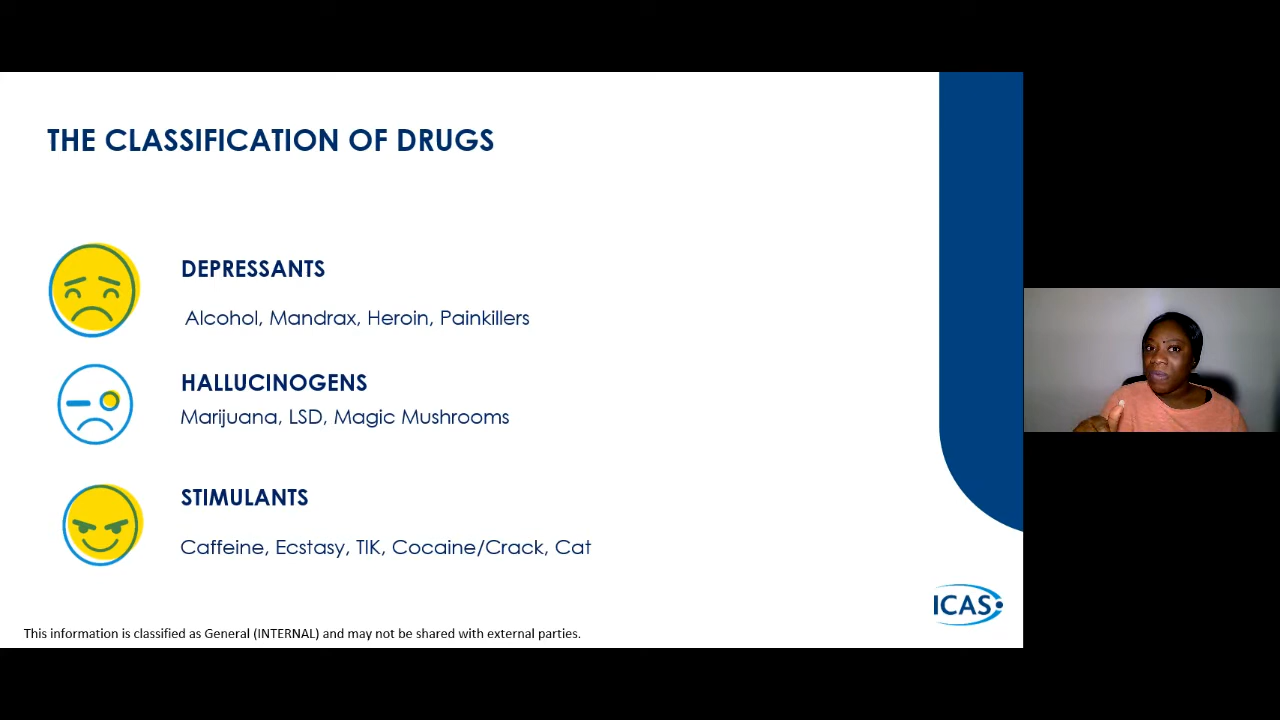 THE CLASSIFICATION OF DRUGS
DEPRESSANTS
Alcohol, Mandrax, Heroin, Painkillers
HALLUCINOGENS
Marijuana, LSD, Magic Mushrooms
STIMULANTS
Caffeine, Ecstasy, TIK, Cocaine/Crack, Cat
ICAS
This information is classified as General (INTERNAL) and may not be shared with external parties.